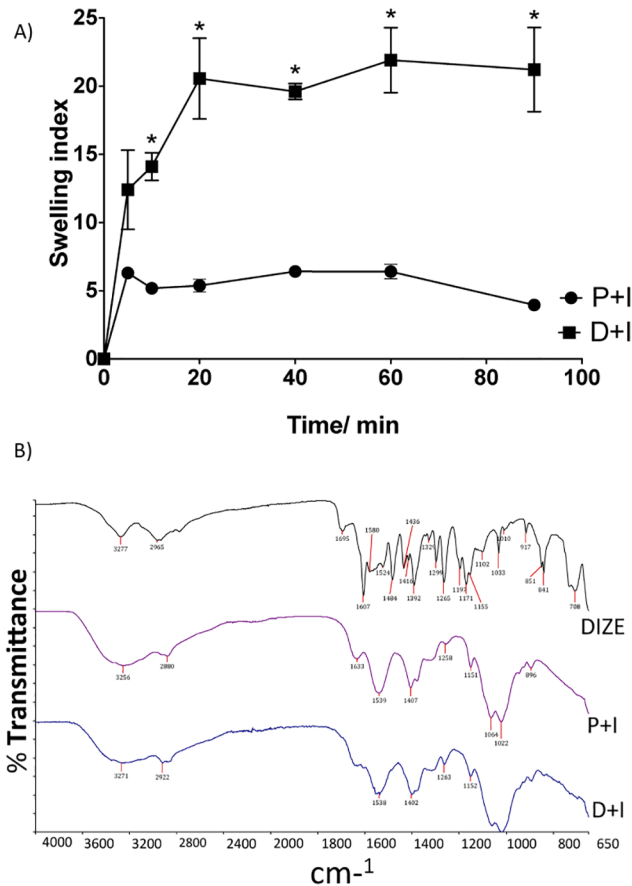 A)
Swelling index
25
20
15
10
5
0
* * * * *
0 20 40 60 80 100
Time/ min
P+I
D+I
B)
% Transmittance
3277 2965 1695 1607 1580 1524 1484 1436 1416 1392 1329 1299 1265 1197 1171 1155 1102 1033 1010 917 851 841 708
DIZE
3256 2880 1633 1539 1407 1258 1151 1064 1022 896
P+I
3271 2922 1538 1402 1263 1152
D+I
4000 3600 3200 2800 2400 2000 1800 1600 1400 1200 1000 800 650
cm-1